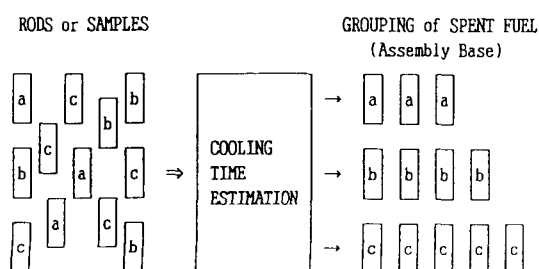 RODS or SAMPLES
GROUPING of SPENT FUEL
(Assembly Base)
a c b
b
c
b a c
a c
c b
⇒
COOLING
TIME
ESTIMATION
→ a a a
→ b b b b
→ c c c c c